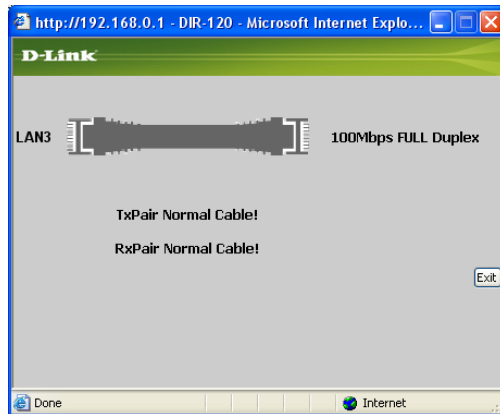 http://192.168.0.1 - DIR-120 - Microsoft Internet Explo...
D-Link
LAN3
100Mbps FULL Duplex
TxPair Normal Cable!
RxPair Normal Cable!
Exit
Done
Internet